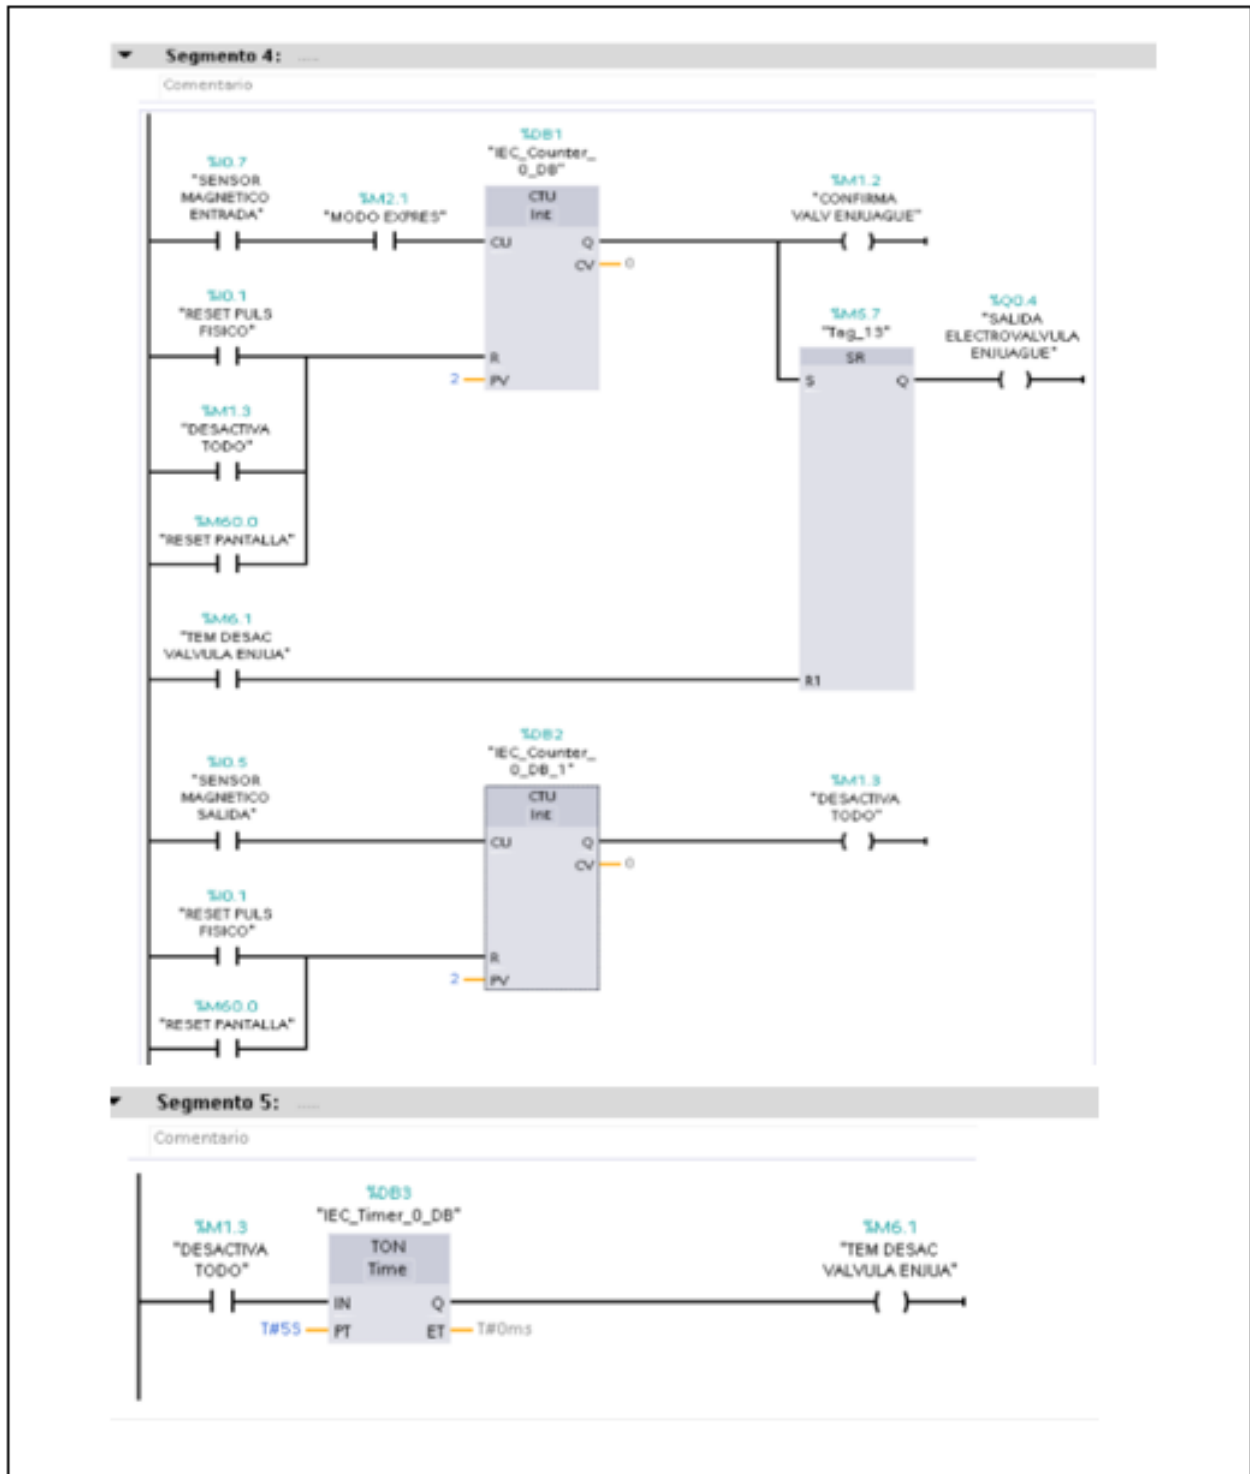 Segmento 4: .....
Comentario
%DB1
"IEC_Counter_
0_DB"
%I0.7
"SENSOR
MAGNETICO
ENTRADA"
%M2.1
"MODO EXPRES"
CTU
Int
%M1.2
"CONFIRMA
VALV ENJUAGUE"
CU
Q
CV
0
%I0.1
"RESET PULS
FISICO"
R
2
PV
%M5.7
"Tag_13"
SR
S
Q
%Q0.4
"SALIDA
ELECTROVALVULA
ENJUAGUE"
%M1.3
"DESACTIVA
TODO"
%M60.0
"RESET PANTALLA"
%M6.1
"TEM DESAC
VALVULA ENJUA"
R1
%DB2
"IEC_Counter_
0_DB_1"
%I0.5
"SENSOR
MAGNETICO
SALIDA"
CTU
Int
%M1.3
"DESACTIVA
TODO"
CU
Q
CV
0
%I0.1
"RESET PULS
FISICO"
R
2
PV
%M60.0
"RESET PANTALLA"
Segmento 5: .....
Comentario
%DB3
"IEC_Timer_0_DB"
%M1.3
"DESACTIVA
TODO"
TON
Time
%M6.1
"TEM DESAC
VALVULA ENJUA"
IN
Q
T#5S
PT
ET
T#0ms